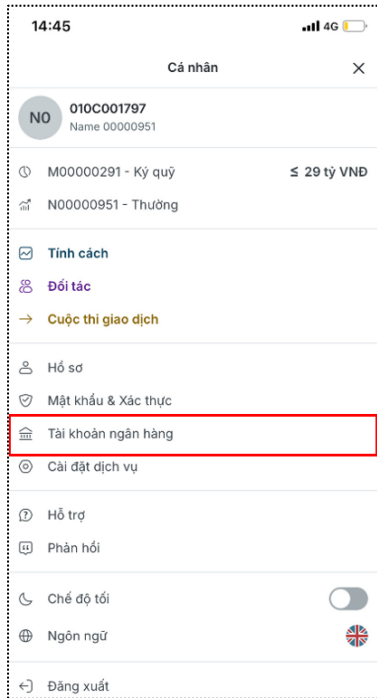 14:45
4G
Cá nhân
N0
010C001797
Name 00000951
M00000291 - Ký quỹ ≤ 29 tỷ VNĐ
N00000951 - Thường
Tính cách
Đối tác
Cuộc thi giao dịch
Hồ sơ
Mật khẩu & Xác thực
Tài khoản ngân hàng
Cài đặt dịch vụ
Hỗ trợ
Phản hồi
Chế độ tối
Ngôn ngữ
Đăng xuất